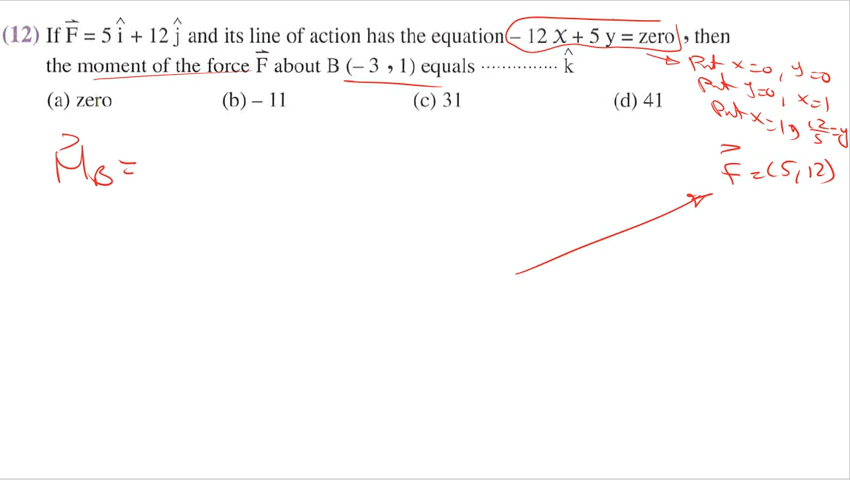 (12) If F⃗ = 5 î + 12 ĵ and its line of action has the equation – 12 X + 5 y = zero , then
the moment of the force F⃗ about B (– 3 , 1) equals ··············· k̂
(a) zero (b) – 11 (c) 31 (d) 41
Put x=0, y=0
Put y=0, x=1
Put x=1 12/5=y
F⃗ =(5,12)
M⃗B=